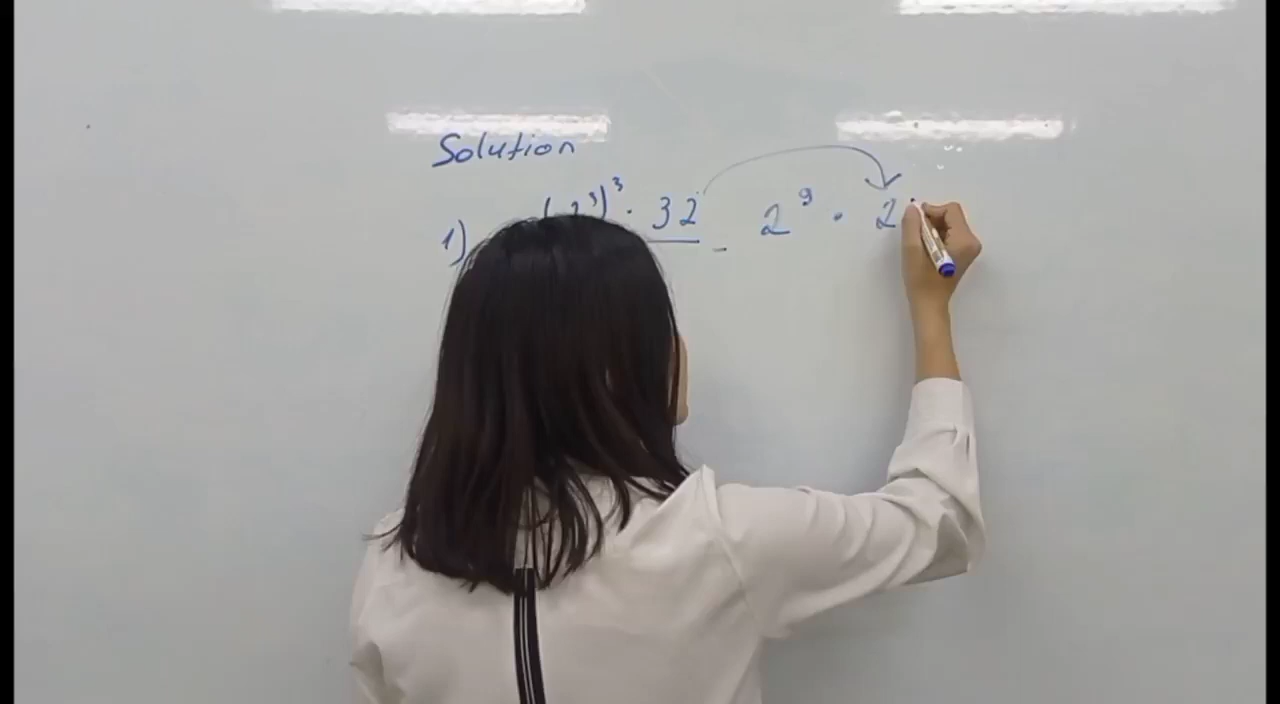 Solution
1) (2³)³ · 32 = 2⁹ · 2